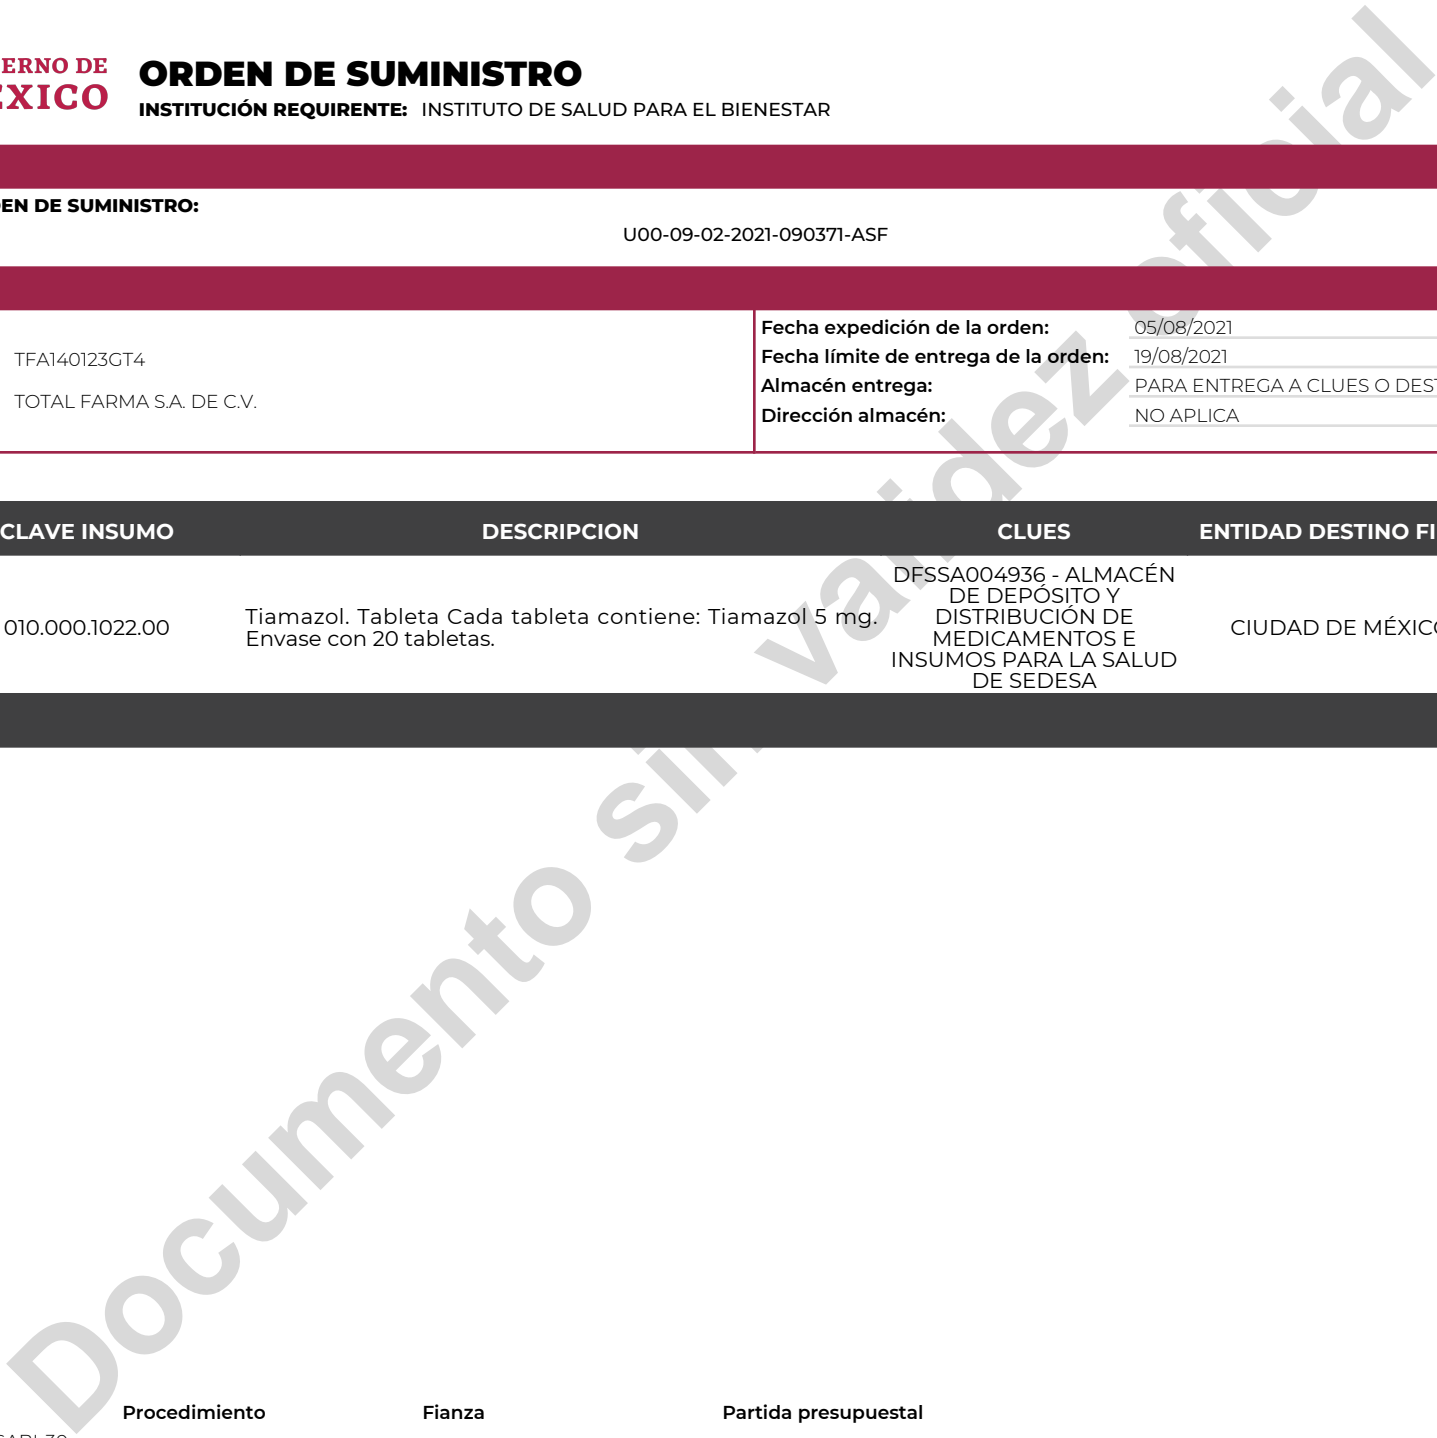 ERNO DE
ORDEN DE SUMINISTRO
EXICO
INSTITUCIÓN REQUIRENTE: INSTITUTO DE SALUD PARA EL BIENESTAR
EN DE SUMINISTRO:
U00-09-02-2021-090371-ASF
TFA140123GT4
TOTAL FARMA S.A. DE C.V.
Fecha expedición de la orden: 05/08/2021
Fecha límite de entrega de la orden: 19/08/2021
Almacén entrega: PARA ENTREGA A CLUES O DEST
Dirección almacén: NO APLICA
CLAVE INSUMO DESCRIPCION CLUES ENTIDAD DESTINO FI
010.000.1022.00
Tiamazol. Tableta Cada tableta contiene: Tiamazol 5 mg.
Envase con 20 tabletas.
DFSSA004936 - ALMACÉN
DE DEPÓSITO Y
DISTRIBUCIÓN DE
MEDICAMENTOS E
INSUMOS PARA LA SALUD
DE SEDESA
CIUDAD DE MÉXICO
Documento sin validez oficial
Procedimiento Fianza Partida presupuestal